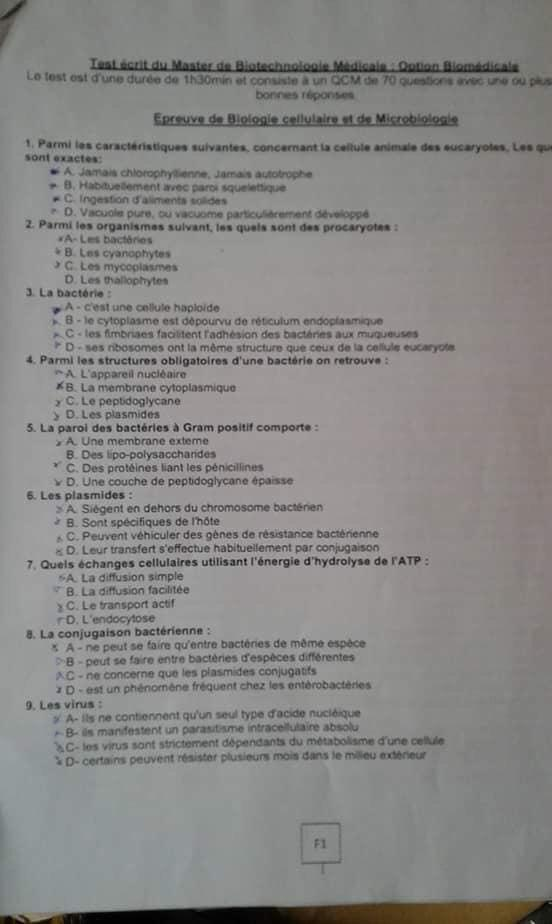 Test écrit du Master de Biotechnologie Médicale : Option Biomédicale
Le test est d'une durée de 1h30min et consiste à un QCM de 70 questions avec une ou plus
bonnes réponses.
Epreuve de Biologie cellulaire et de Microbiologie
1. Parmi les caractéristiques suivantes, concernant la cellule animale des eucaryotes, Les qu
sont exactes:
A. Jamais chlorophyllienne, Jamais autotrophe
B. Habituellement avec paroi squelettique
C. Ingestion d'aliments solides
D. Vacuole pure, ou vacuome particulièrement développé
2. Parmi les organismes suivant, les quels sont des procaryotes :
A- Les bactéries
B. Les cyanophytes
C. Les mycoplasmes
D. Les thallophytes
3. La bactérie :
A - c'est une cellule haploïde
B - le cytoplasme est dépourvu de réticulum endoplasmique
C - les fimbriaes facilitent l'adhésion des bactéries aux muqueuses
D - ses ribosomes ont la même structure que ceux de la cellule eucaryote
4. Parmi les structures obligatoires d'une bactérie on retrouve :
A. L'appareil nucléaire
B. La membrane cytoplasmique
C. Le peptidoglycane
D. Les plasmides
5. La paroi des bactéries à Gram positif comporte :
A. Une membrane externe
B. Des lipo-polysaccharides
C. Des protéines liant les pénicillines
D. Une couche de peptidoglycane épaisse
6. Les plasmides :
A. Siègent en dehors du chromosome bactérien
B. Sont spécifiques de l'hôte
C. Peuvent véhiculer des gènes de résistance bactérienne
D. Leur transfert s'effectue habituellement par conjugaison
7. Quels échanges cellulaires utilisant l'énergie d'hydrolyse de l'ATP :
A. La diffusion simple
B. La diffusion facilitée
C. Le transport actif
D. L'endocytose
8. La conjugaison bactérienne :
A - ne peut se faire qu'entre bactéries de même espèce
B - peut se faire entre bactéries d'espèces différentes
C - ne concerne que les plasmides conjugatifs
D - est un phénomène fréquent chez les entérobactéries
9. Les virus :
A- ils ne contiennent qu'un seul type d'acide nucléique
B- ils manifestent un parasitisme intracellulaire absolu
C- les virus sont strictement dépendants du métabolisme d'une cellule
D- certains peuvent résister plusieurs mois dans le milieu extérieur
F1